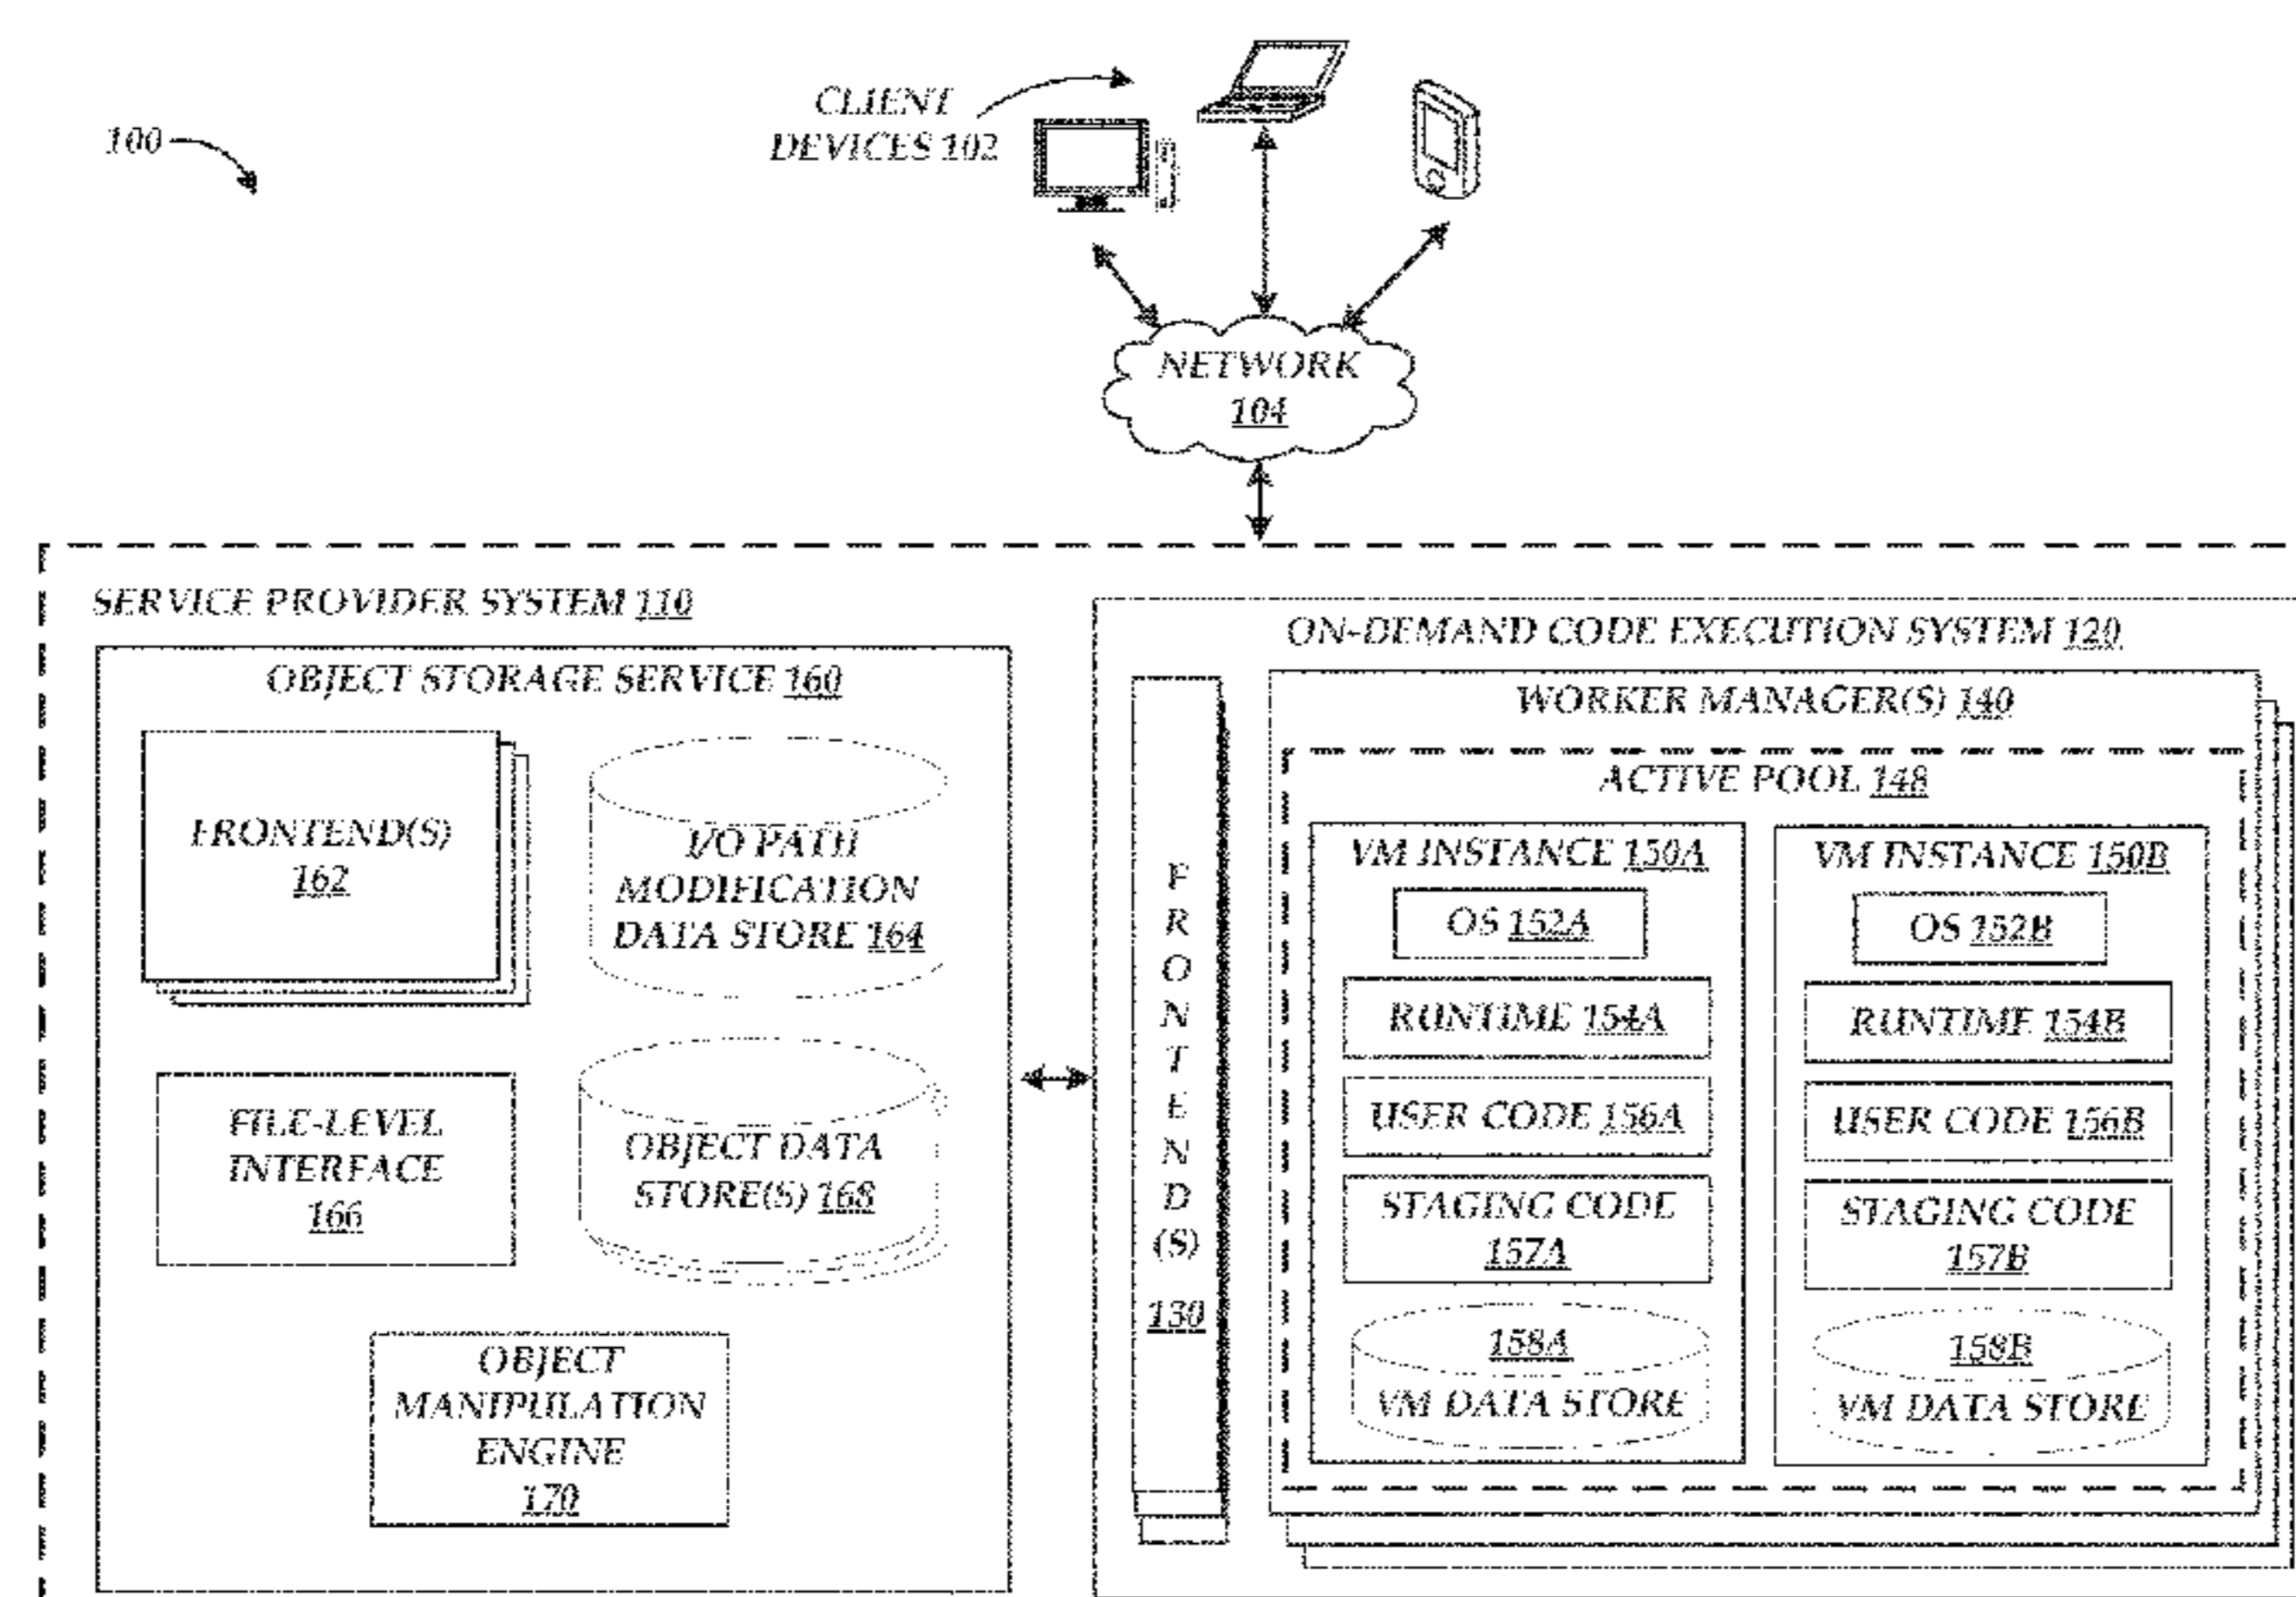 100
CLIENT
DEVICES 102
NETWORK
104
SERVICE PROVIDER SYSTEM 110
OBJECT STORAGE SERVICE 160
FRONTEND(S)
162
I/O PATH
MODIFICATION
DATA STORE 164
FILE-LEVEL
INTERFACE
166
OBJECT DATA
STORE(S) 168
OBJECT
MANIPULATION
ENGINE
170
ON-DEMAND CODE EXECUTION SYSTEM 120
F
R
O
N
T
E
N
D
(S)
130
WORKER MANAGER(S) 140
ACTIVE POOL 148
VM INSTANCE 150A
OS 152A
RUNTIME 154A
USER CODE 156A
STAGING CODE
157A
158A
VM DATA STORE
VM INSTANCE 150B
OS 152B
RUNTIME 154B
USER CODE 156B
STAGING CODE
157B
158B
VM DATA STORE